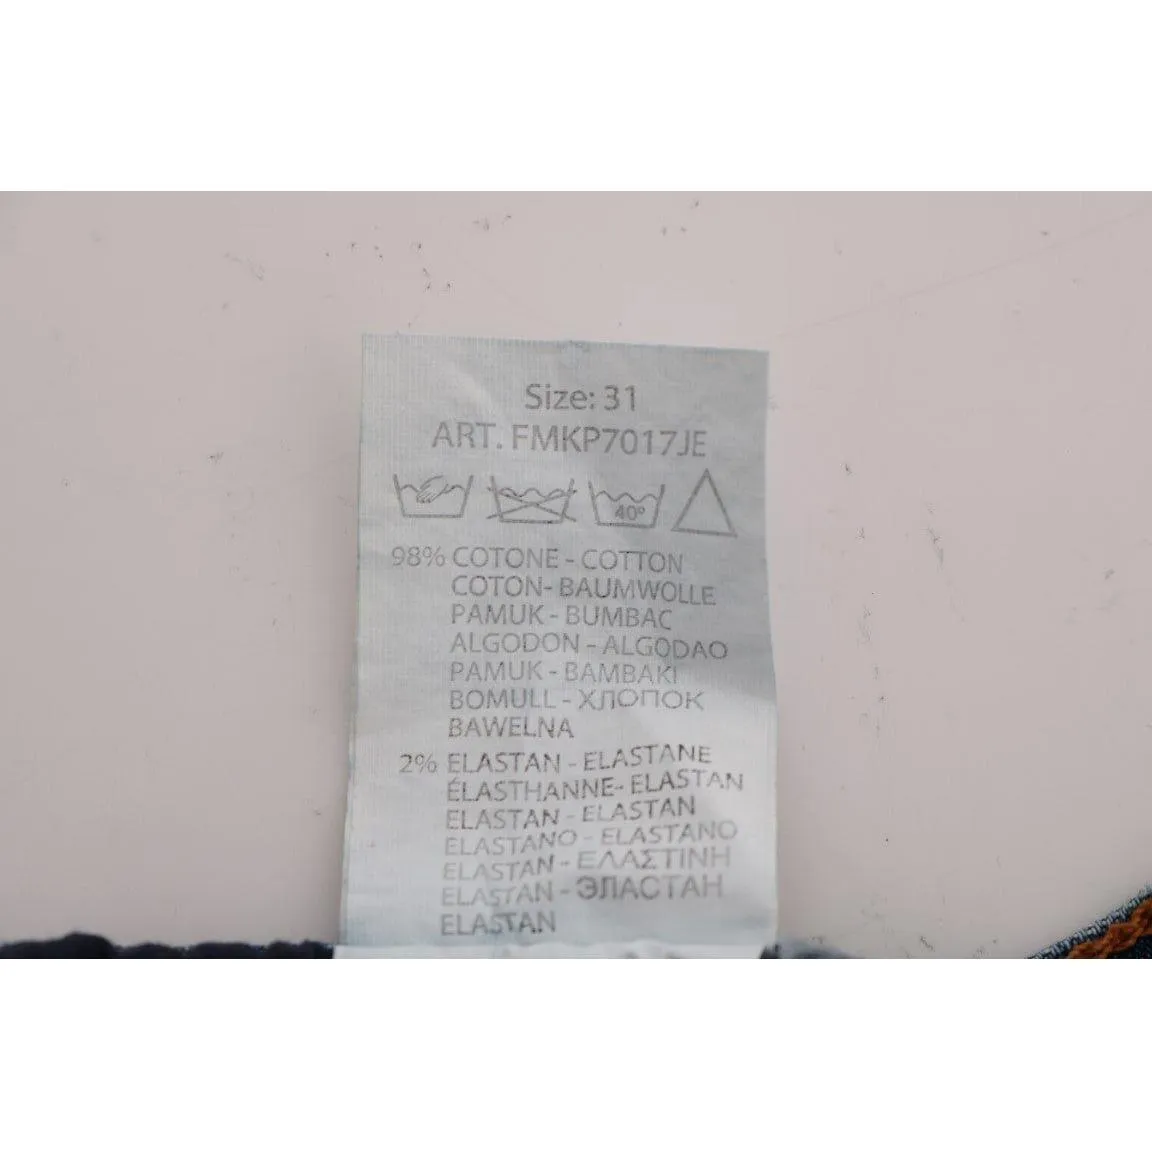 Size: 31
ART. FMKP7017JE
40º
98% COTONE - COTTON
COTON- BAUMWOLLE
PAMUK - BUMBAC
ALGODON - ALGODAO
PAMUK - BAMBAKI
BOMULL - ХЛОПОК
BAWELNA
2% ELASTAN - ELASTANE
ÉLASTHANNE- ELASTAN
ELASTAN - ELASTAN
ELASTANO - ELASTANO
ELASTAN - ΕΛΑΣΤΙΝΗ
ELASTAN - ЭЛАСТАН
ELASTAN